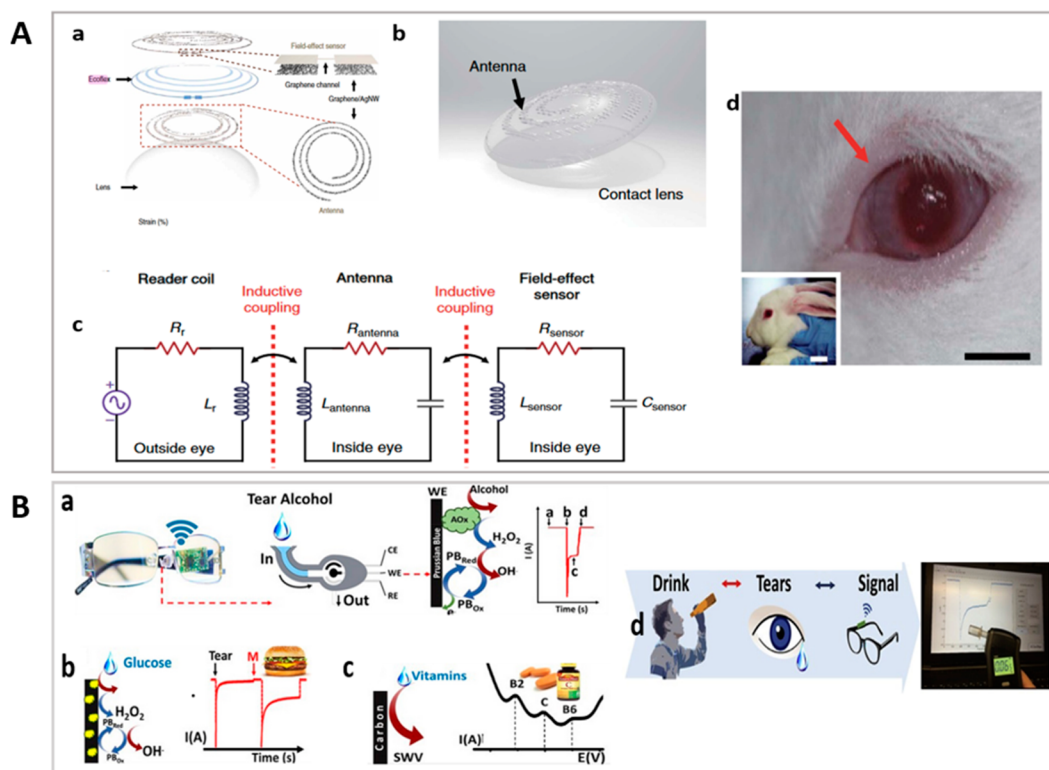 A
a
Field-effect sensor
Ecoflex
Graphene channel
Graphene/AgNW
Lens
Antenna
Strain (%)
b
Antenna
Contact lens
d
Reader coil
Inductive coupling
Antenna
Inductive coupling
Field-effect sensor
c
Rr
Rantenna
Rsensor
+
−
Lr
Lantenna
Lsensor
Csensor
Outside eye
Inside eye
Inside eye
B
a
Tear Alcohol
In
Out
CE
WE
RE
WE
Alcohol
AOx
Prussian Blue
H2O2
PBRed
OH
PBOx
I (A)
a b d
c
Time (s)
d
Drink
Tears
Signal
b
Glucose
H2O2
PBRed
OH-
PBOx
Tear
M
I(A)
Time (s)
c
Vitamins
Carbon
SWV
B2
C
B6
I(A)
E(V)